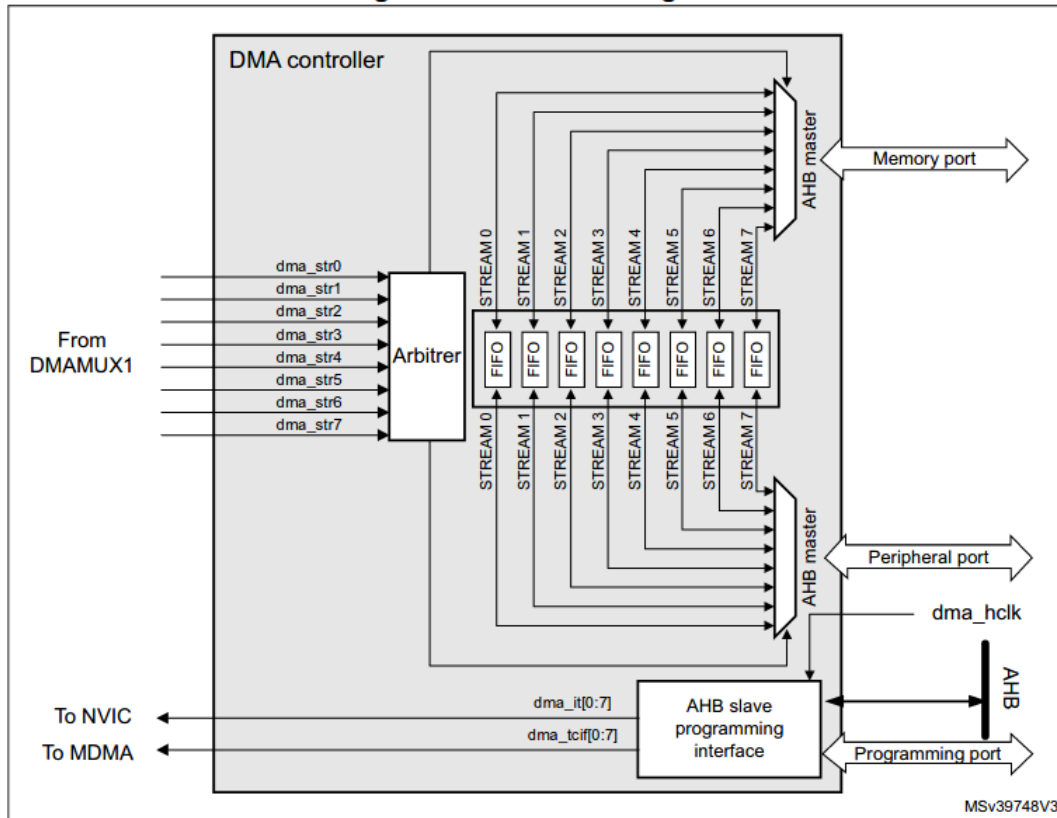 DMA controller
AHB master
Memory port
STREAM 0
STREAM 1
STREAM 2
STREAM 3
STREAM 4
STREAM 5
STREAM 6
STREAM 7
dma_str0
dma_str1
dma_str2
dma_str3
dma_str4
dma_str5
dma_str6
dma_str7
From
DMAMUX1
Arbitrer
FIFO
FIFO
FIFO
FIFO
FIFO
FIFO
FIFO
FIFO
STREAM 0
STREAM 1
STREAM 2
STREAM 3
STREAM 4
STREAM 5
STREAM 6
STREAM 7
AHB master
Peripheral port
dma_hclk
AHB
To NVIC
dma_it[0:7]
To MDMA
dma_tcif[0:7]
AHB slave
programming
interface
Programming port
MSv39748V3